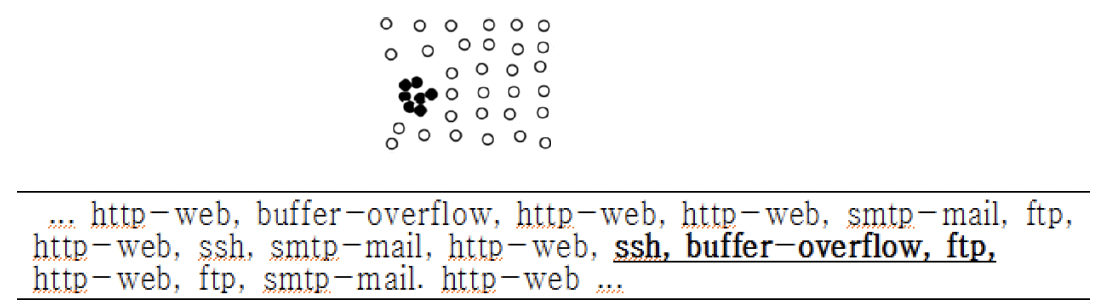 ... http-web, buffer-overflow, http-web, http-web, smtp-mail, ftp,
http-web, ssh, smtp-mail, http-web, ssh, buffer-overflow, ftp,
http-web, ftp, smtp-mail. http-web ...